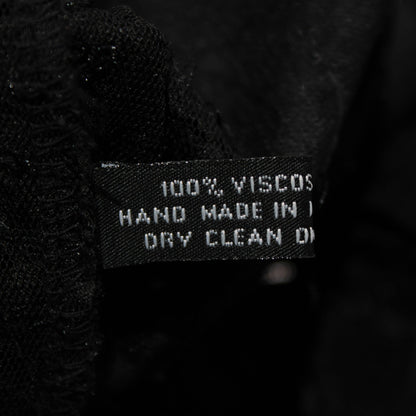 100% VISCOS
HAND MADE IN
DRY CLEAN ON